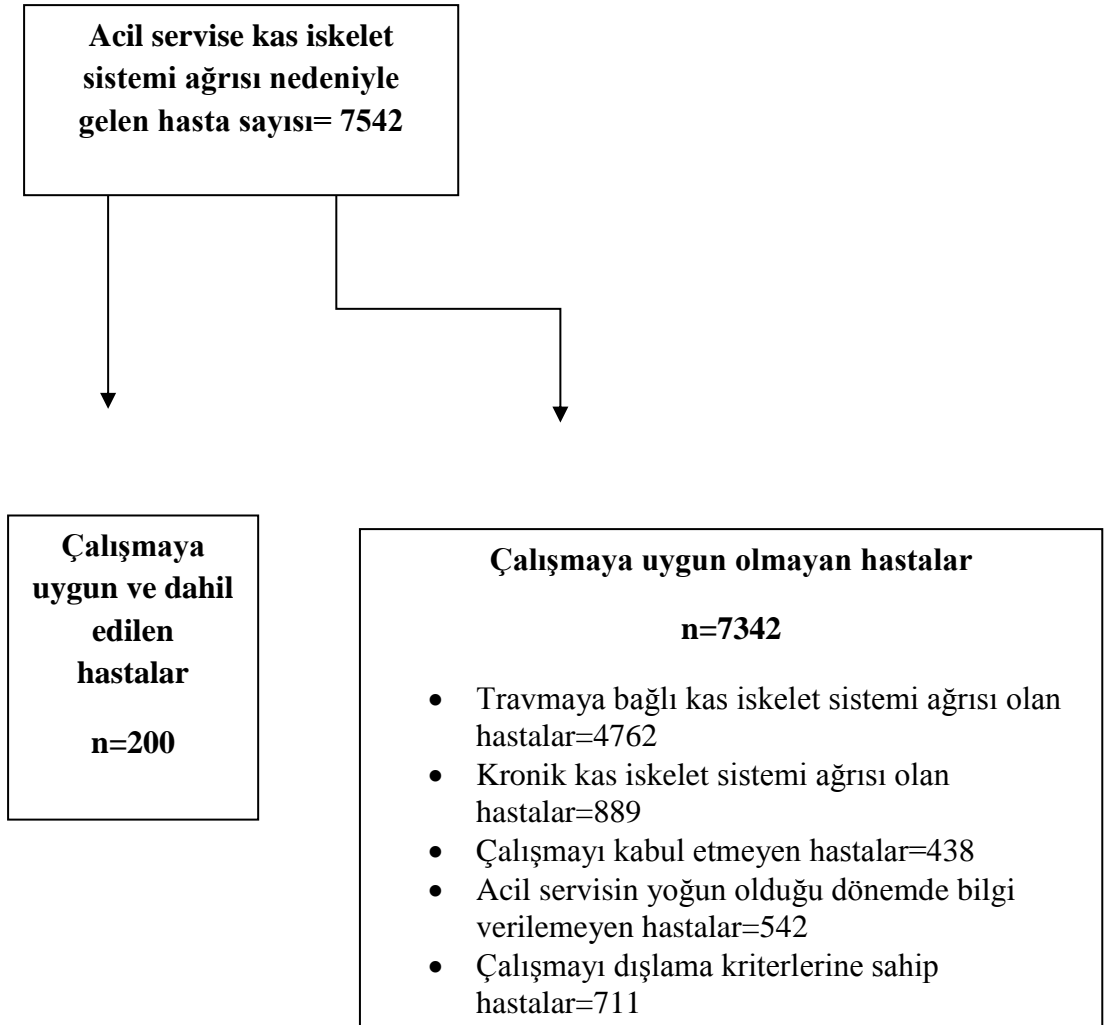 Acil servise kas iskelet
sistemi ağrısı nedeniyle
gelen hasta sayısı= 7542
Çalışmaya
uygun ve dahil
edilen
hastalar
n=200
Çalışmaya uygun olmayan hastalar
n=7342
• Travmaya bağlı kas iskelet sistemi ağrısı olan
hastalar=4762
• Kronik kas iskelet sistemi ağrısı olan
hastalar=889
• Çalışmayı kabul etmeyen hastalar=438
• Acil servisin yoğun olduğu dönemde bilgi
verilemeyen hastalar=542
• Çalışmayı dışlama kriterlerine sahip
hastalar=711